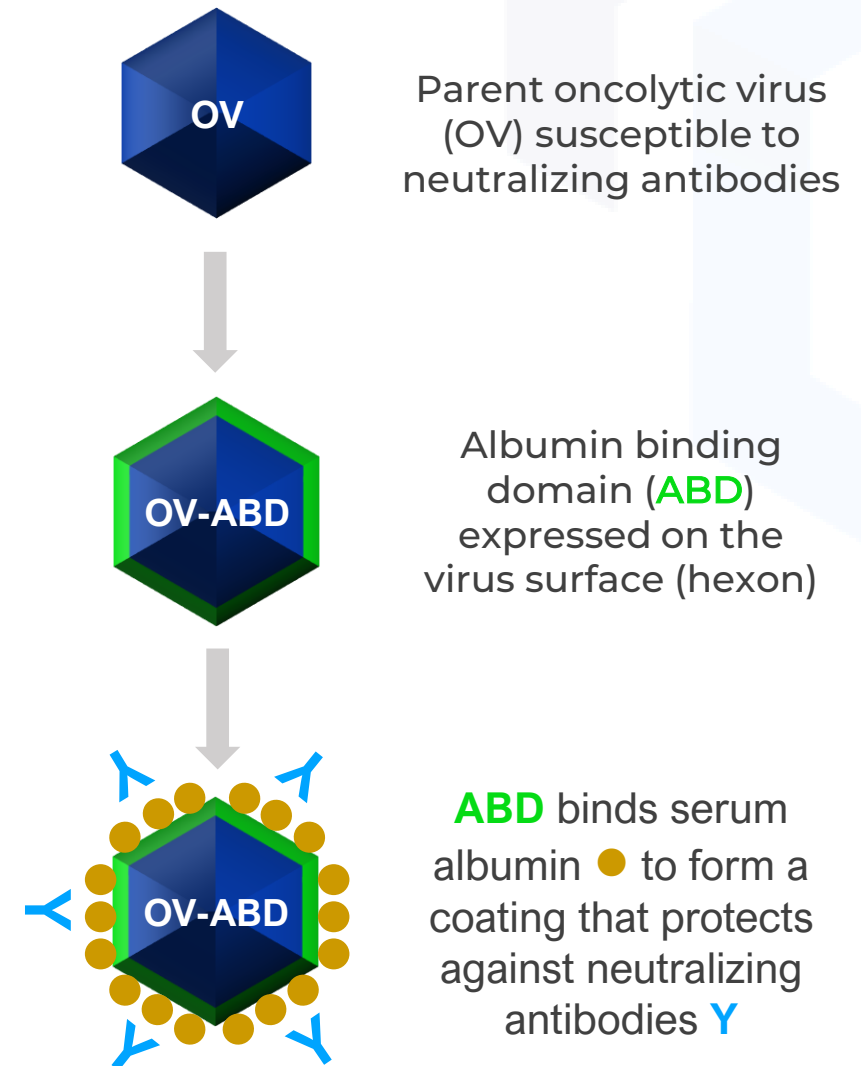 OV
Parent oncolytic virus
(OV) susceptible to
neutralizing antibodies
OV-ABD
Albumin binding
domain (ABD)
expressed on the
virus surface (hexon)
OV-ABD
ABD binds serum
albumin to form a
coating that protects
against neutralizing
antibodies Y